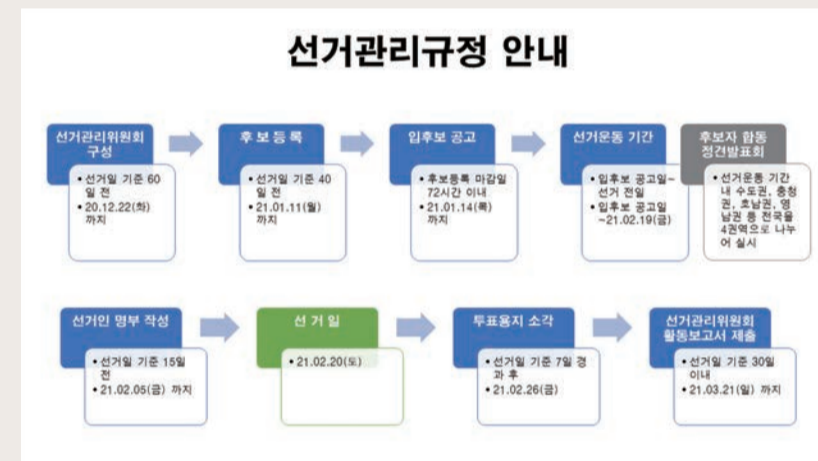 선거관리규정 안내
선거관리위원회
구성
• 선거일 기준 60
일 전
• 20.12.22(화)
까지
후 보 등 록
• 선거일 기준 40
일 전
• 21.01.11(월)
까지
입후보 공고
• 후보등록 마감일
72시간 이내
• 21.01.14(목)
까지
선거운동 기간
• 입후보 공고일~
선거 전일
• 입후보 공고일
~21.02.19(금)
후보자 합동
정견발표회
• 선거운동 기간
내 수도권, 충청
권, 호남권, 영
남권 등 전국을
4권역으로 나누
어 실시
선거인 명부 작성
• 선거일 기준 15일
전
• 21.02.05(금) 까지
선 거 일
• 21.02.20(토)
투표용지 소각
• 선거일 기준 7일 경
과 후
• 21.02.26(금)
선거관리위원회
활동보고서 제출
• 선거일 기준 30일
이내
• 21.03.21(일) 까지